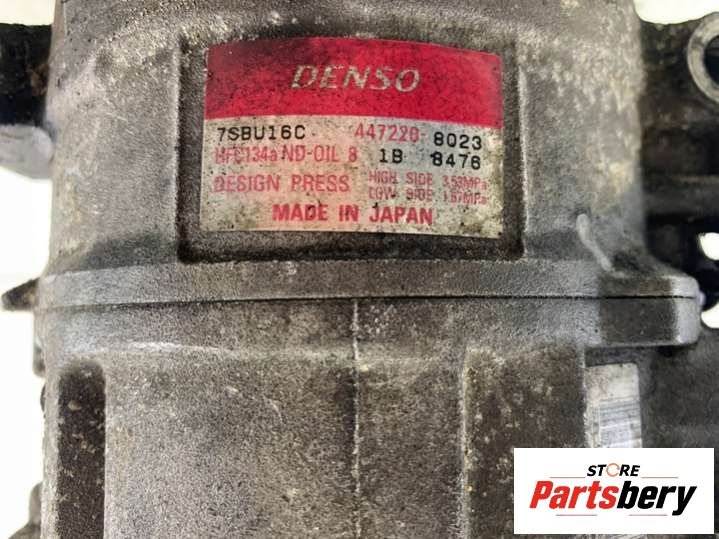 DENSO
7SBU16C 447220-8023
HFC134a ND-OIL 8 1B 8476
DESIGN PRESS HIGH SIDE 3.53MPa
LOW SIDE 1.67MPa
MADE IN JAPAN
STORE
Partsbery